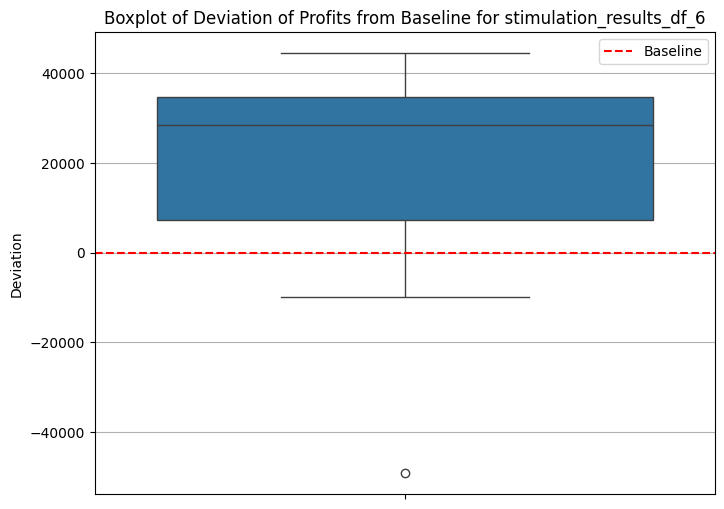 Boxplot of Deviation of Profits from Baseline for stimulation_results_df_6
Baseline
40000
20000
0
−20000
−40000
Deviation